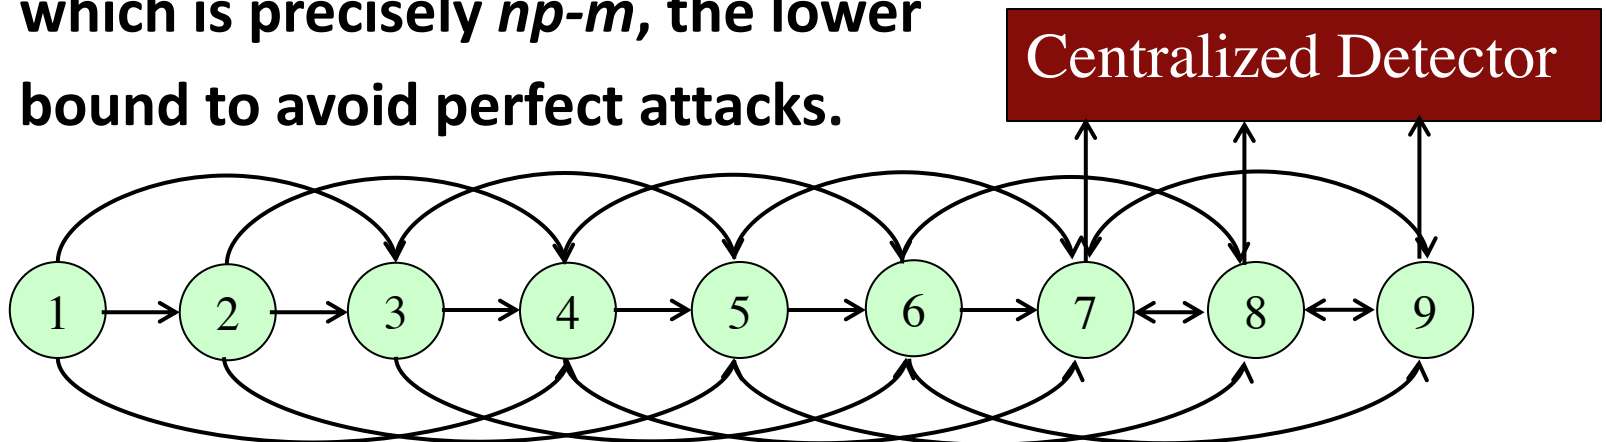 which is precisely np-m, the lower
bound to avoid perfect attacks.
Centralized Detector
1 2 3 4 5 6 7 8 9